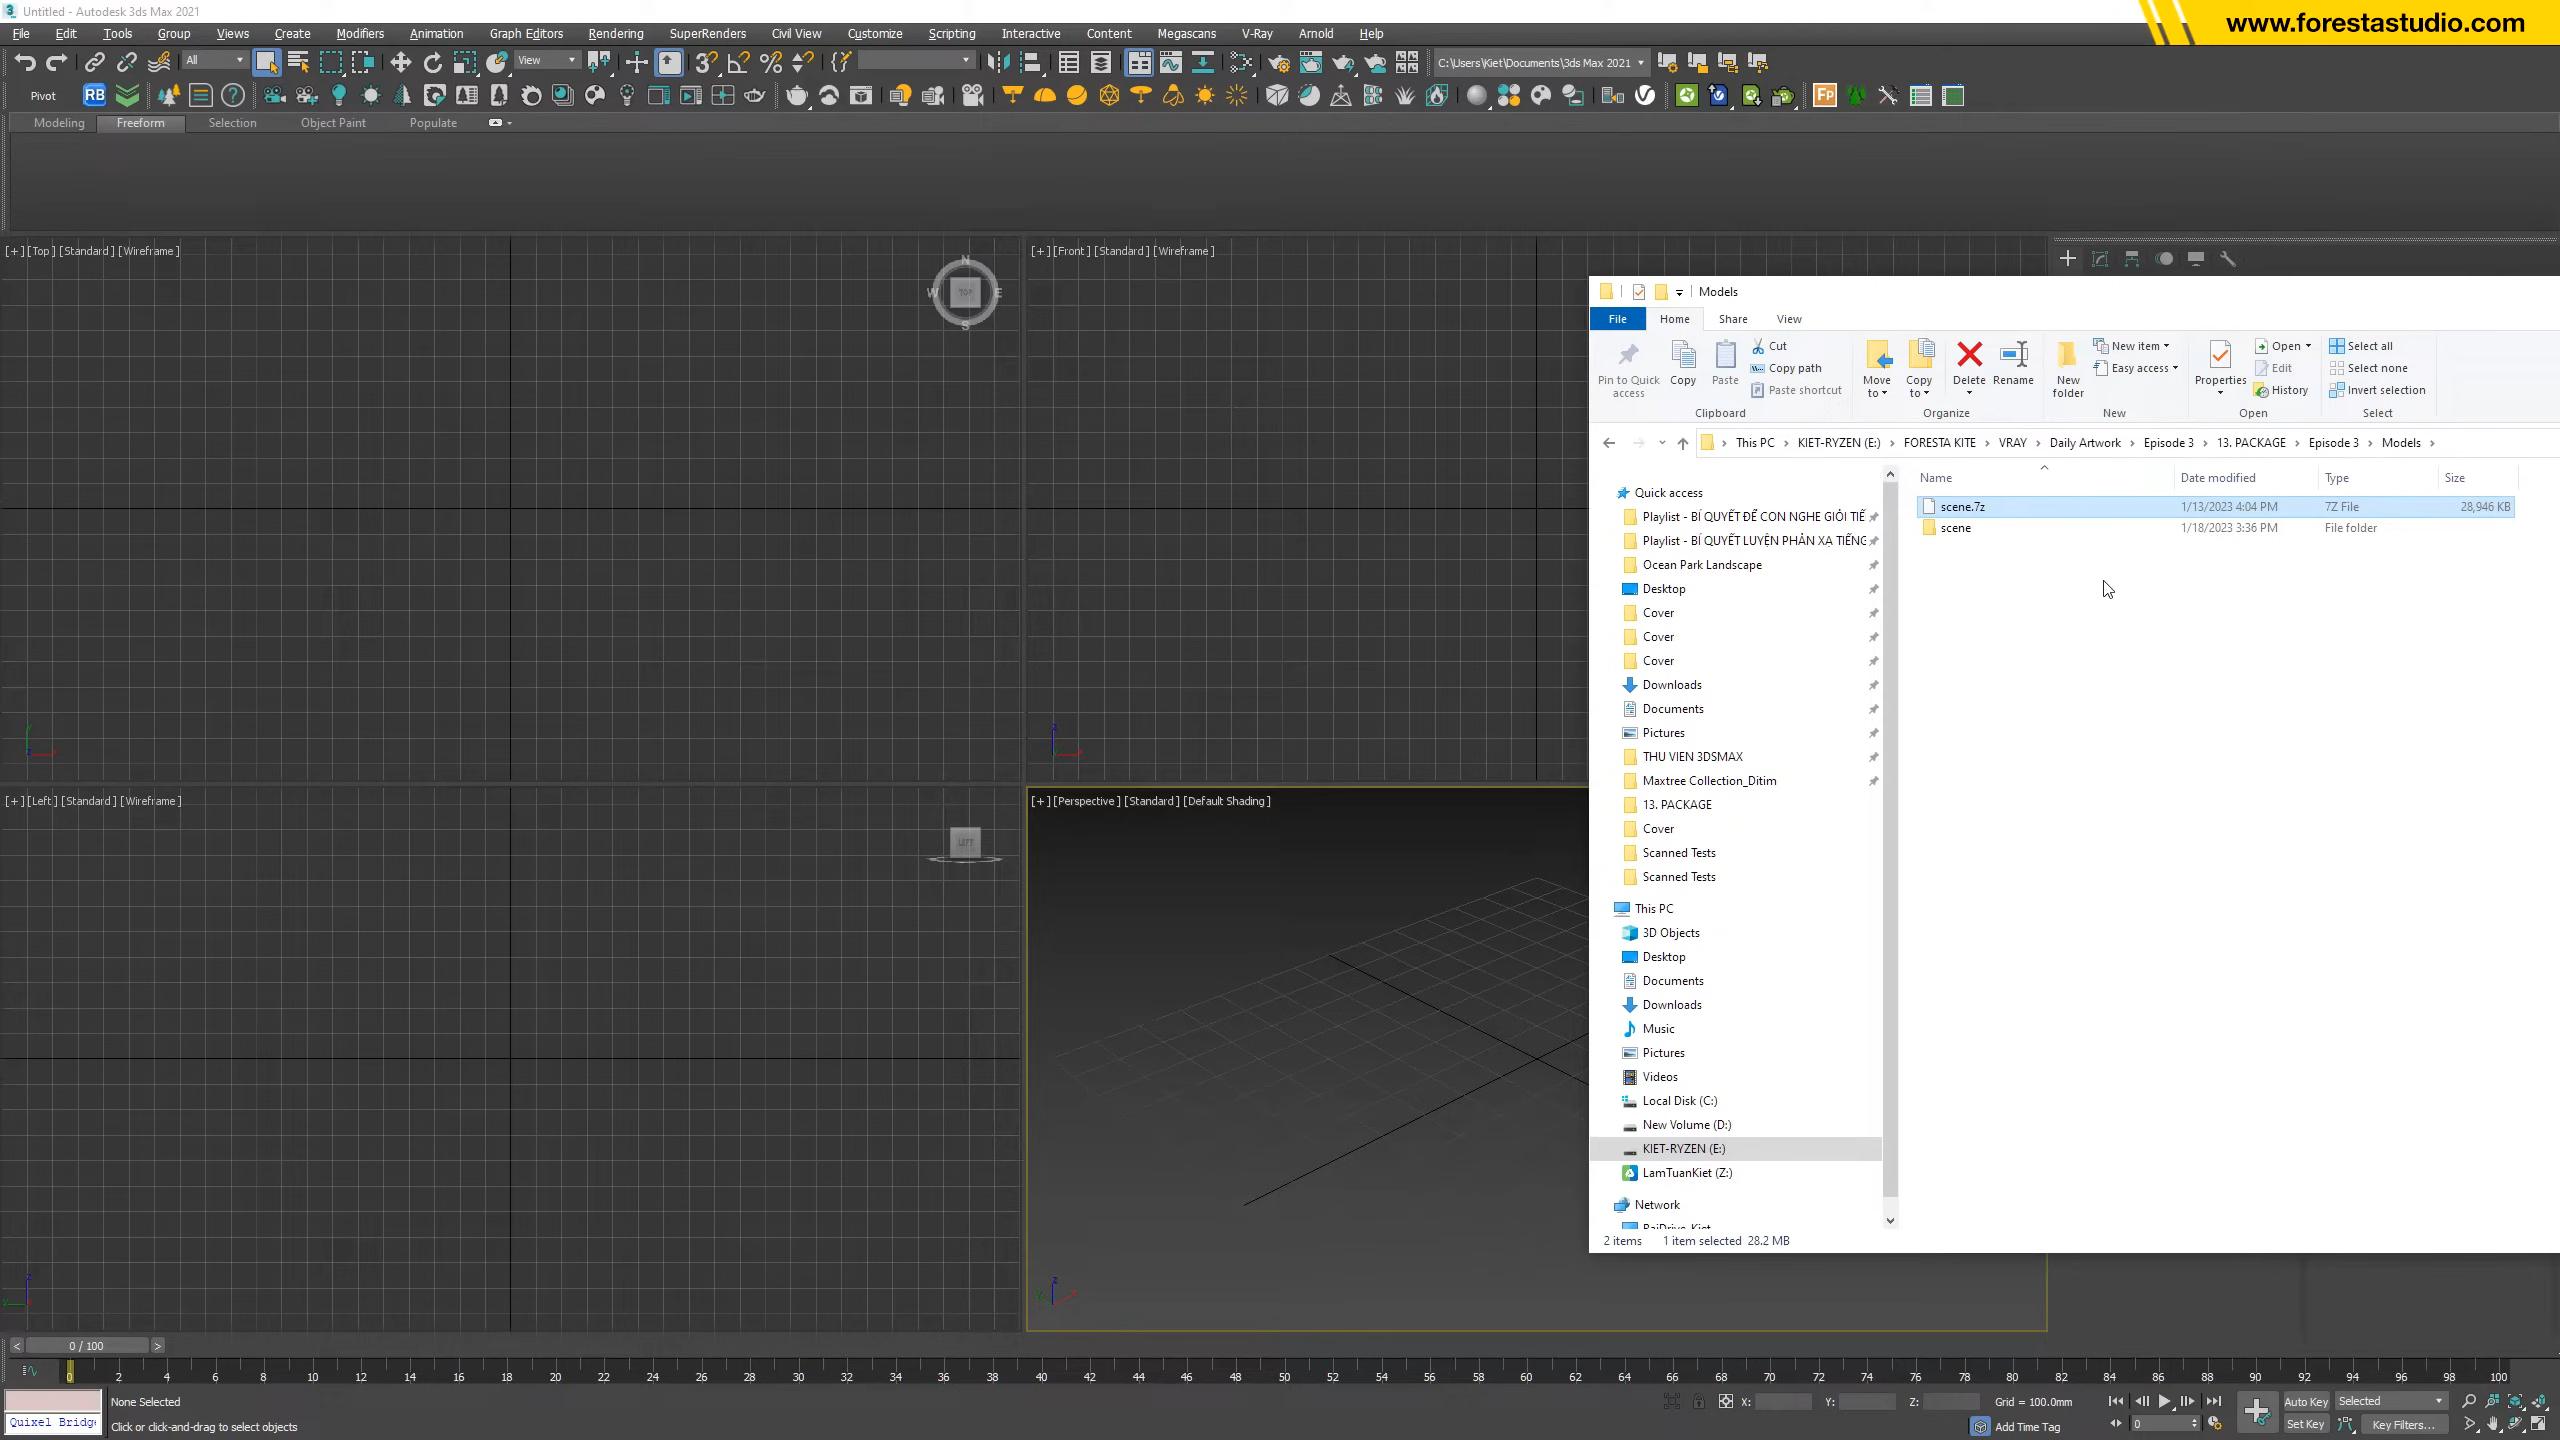 Untitled - Autodesk 3ds Max 2021
www.forestastudio.com
File Edit Tools Group Views Create Modifiers Animation Graph Editors Rendering SuperRenders Civil View Customize Scripting Interactive Content Megascans V-Ray Arnold Help
All View C:\Users\Kiet\Documents\3ds Max 2021
Pivot RB Fp
Modeling Freeform Selection Object Paint Populate
[+] [Top] [Standard] [Wireframe]
[+] [Front] [Standard] [Wireframe]
N
W TOP E
S
Models
File Home Share View
Pin to Quick access
Copy
Paste
Cut
Copy path
Paste shortcut
Move to
Copy to
Delete
Rename
New folder
New item
Easy access
Properties
Open
Edit
History
Select all
Select none
Invert selection
Clipboard Organize New Open Select
This PC > KIET-RYZEN (E:) > FORESTA KITE > VRAY > Daily Artwork > Episode 3 > 13. PACKAGE > Episode 3 > Models >
Name Date modified Type Size
scene.7z 1/13/2023 4:04 PM 7Z File 28,946 KB
scene 1/18/2023 3:36 PM File folder
Quick access
Playlist - BÍ QUYẾT ĐỂ CON NGHE GIỎI TIẾ
Playlist - BÍ QUYẾT LUYỆN PHẢN XẠ TIẾNG
Ocean Park Landscape
Desktop
Cover
Cover
Cover
Downloads
Documents
Pictures
THU VIEN 3DSMAX
Maxtree Collection_Ditim
13. PACKAGE
Cover
Scanned Tests
Scanned Tests
This PC
3D Objects
Desktop
Documents
Downloads
Music
Pictures
Videos
Local Disk (C:)
New Volume (D:)
KIET-RYZEN (E:)
LamTuanKiet (Z:)
Network
2 items 1 item selected 28.2 MB
[+] [Left] [Standard] [Wireframe]
LEFT
[+] [Perspective] [Standard] [Default Shading]
< 0 / 100 >
0 2 4 6 8 10 12 14 16 18 20 22 24 26 28 30 32 34 36 38 40 42 44 46 48 50 52 54 56 58 60 62 64 66 68 70 72 74 76 78 80 82 84 86 88 90 92 94 96 98 100
None Selected
X: Y: Z: Grid = 100.0mm
Auto Key Selected
Quixel Bridge
Click or click-and-drag to select objects
Add Time Tag
0
Set Key Key Filters...